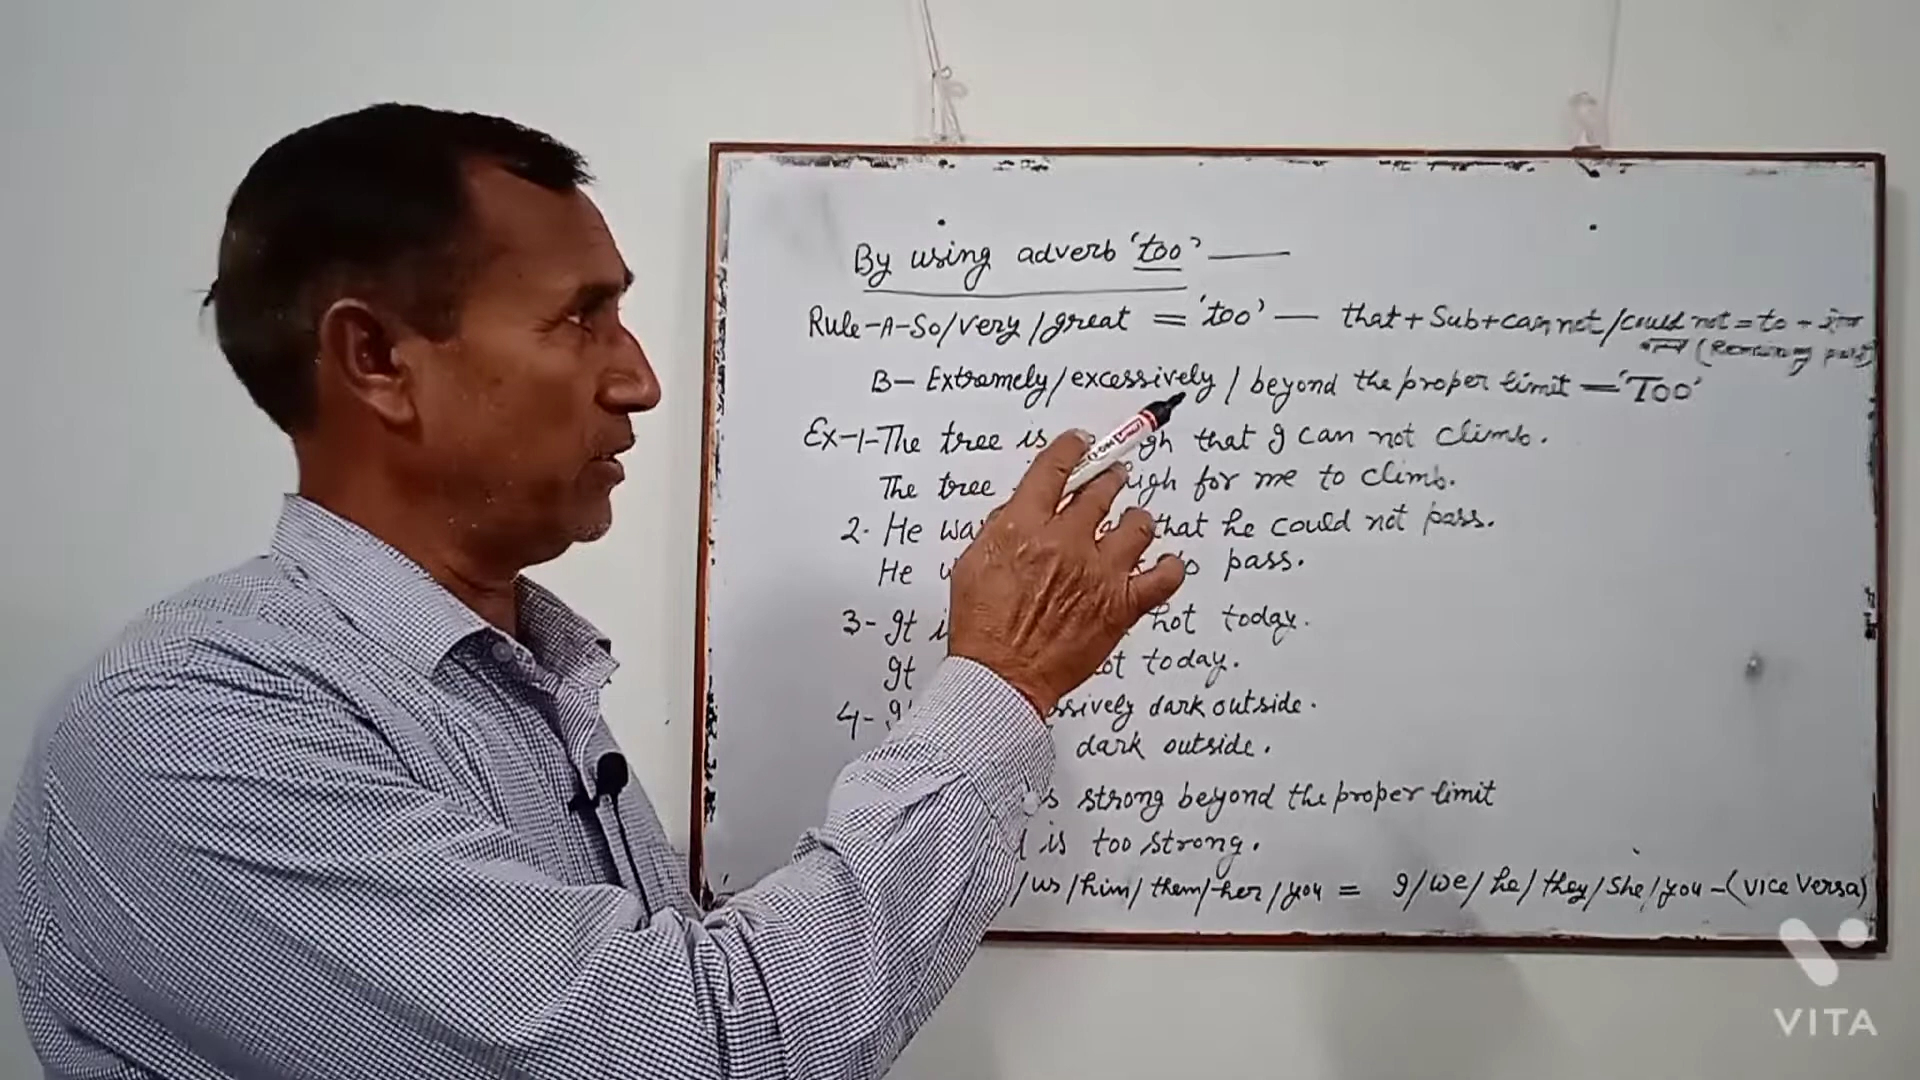 By using adverb 'too' —
Rule-A-So/very/great = 'too' — that + Sub + can not/could not = to -
(Remaining part)
B- Extramely/excessively / beyond the proper limit = 'Too'
Ex-1-The tree is that I can not climb.
The tree high for me to climb.
2. He that he could not pass.
He to pass.
3- It hot today.
It hot today.
4- dark outside.
dark outside.
strong beyond the proper limit
is too strong.
/us/him/them/her/you = I/we/he/they/She/you -(vice versa)
VITA